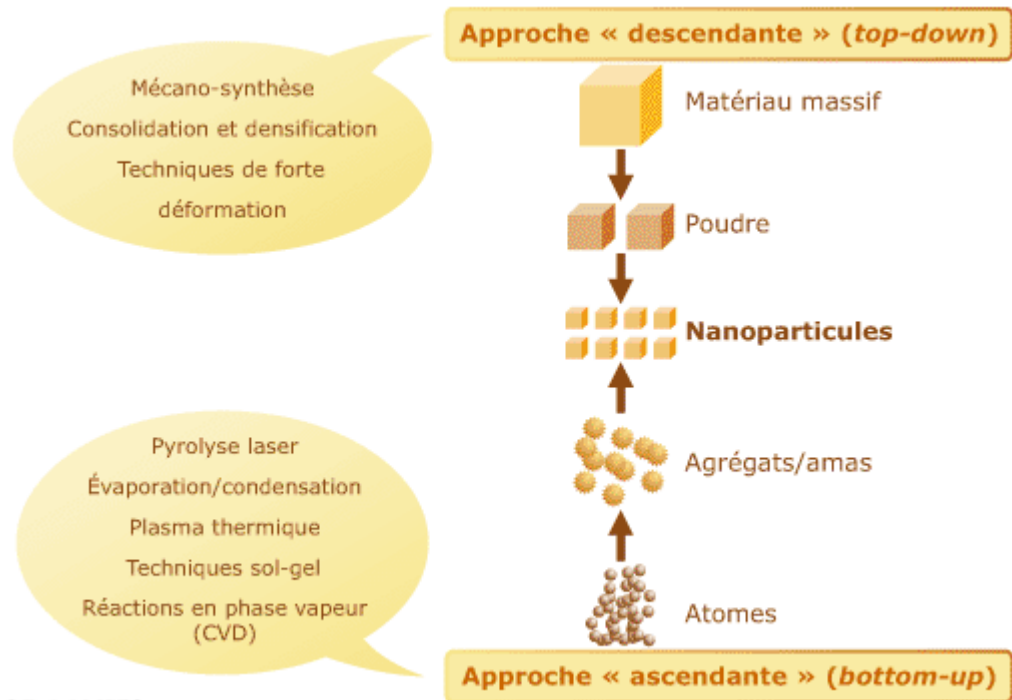 Approche « descendante » (top-down)
Mécano-synthèse
Consolidation et densification
Techniques de forte
déformation
Matériau massif
Poudre
Nanoparticules
Agrégats/amas
Atomes
Pyrolyse laser
Évaporation/condensation
Plasma thermique
Techniques sol-gel
Réactions en phase vapeur
(CVD)
Approche « ascendante » (bottom-up)